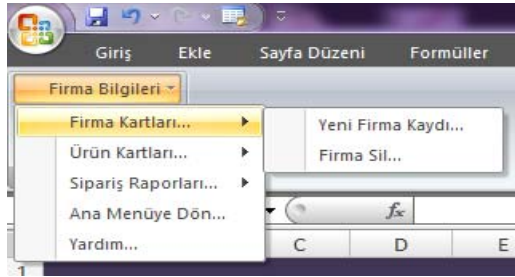 Giriş Ekle Sayfa Düzeni Formüller
Firma Bilgileri
Firma Kartları... Yeni Firma Kaydı...
Ürün Kartları... Firma Sil...
Sipariş Raporları...
Ana Menüye Dön... fx
Yardım... C D E
1